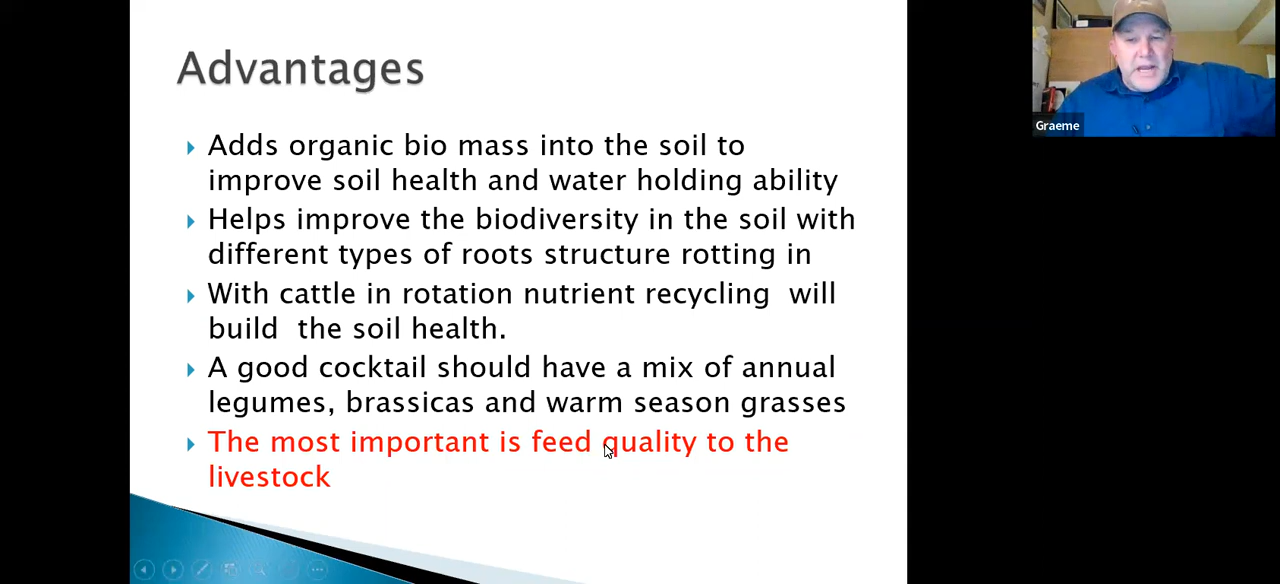 Advantages
Adds organic bio mass into the soil to
improve soil health and water holding ability
Helps improve the biodiversity in the soil with
different types of roots structure rotting in
With cattle in rotation nutrient recycling  will
build  the soil health.
A good cocktail should have a mix of annual
legumes, brassicas and warm season grasses
The most important is feed quality to the
livestock
Graeme